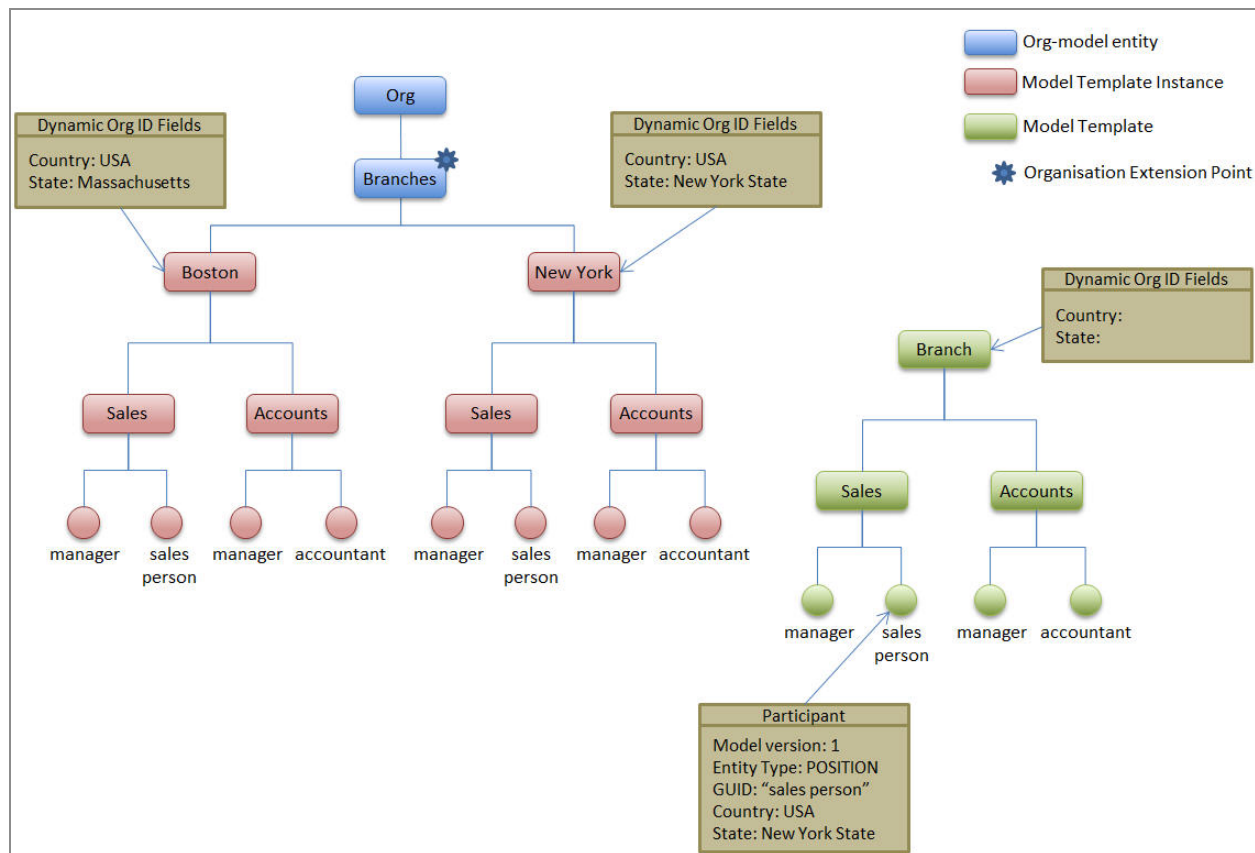 Org-model entity
Model Template Instance
Model Template
Organisation Extension Point
Org
Branches
Dynamic Org ID Fields
Country: USA
State: Massachusetts
Dynamic Org ID Fields
Country: USA
State: New York State
Boston
New York
Sales
Accounts
Sales
Accounts
manager
sales
person
manager
accountant
manager
sales
person
manager
accountant
Dynamic Org ID Fields
Country:
State:
Branch
Sales
Accounts
manager
sales
person
manager
accountant
Participant
Model version: 1
Entity Type: POSITION
GUID: “sales person”
Country: USA
State: New York State